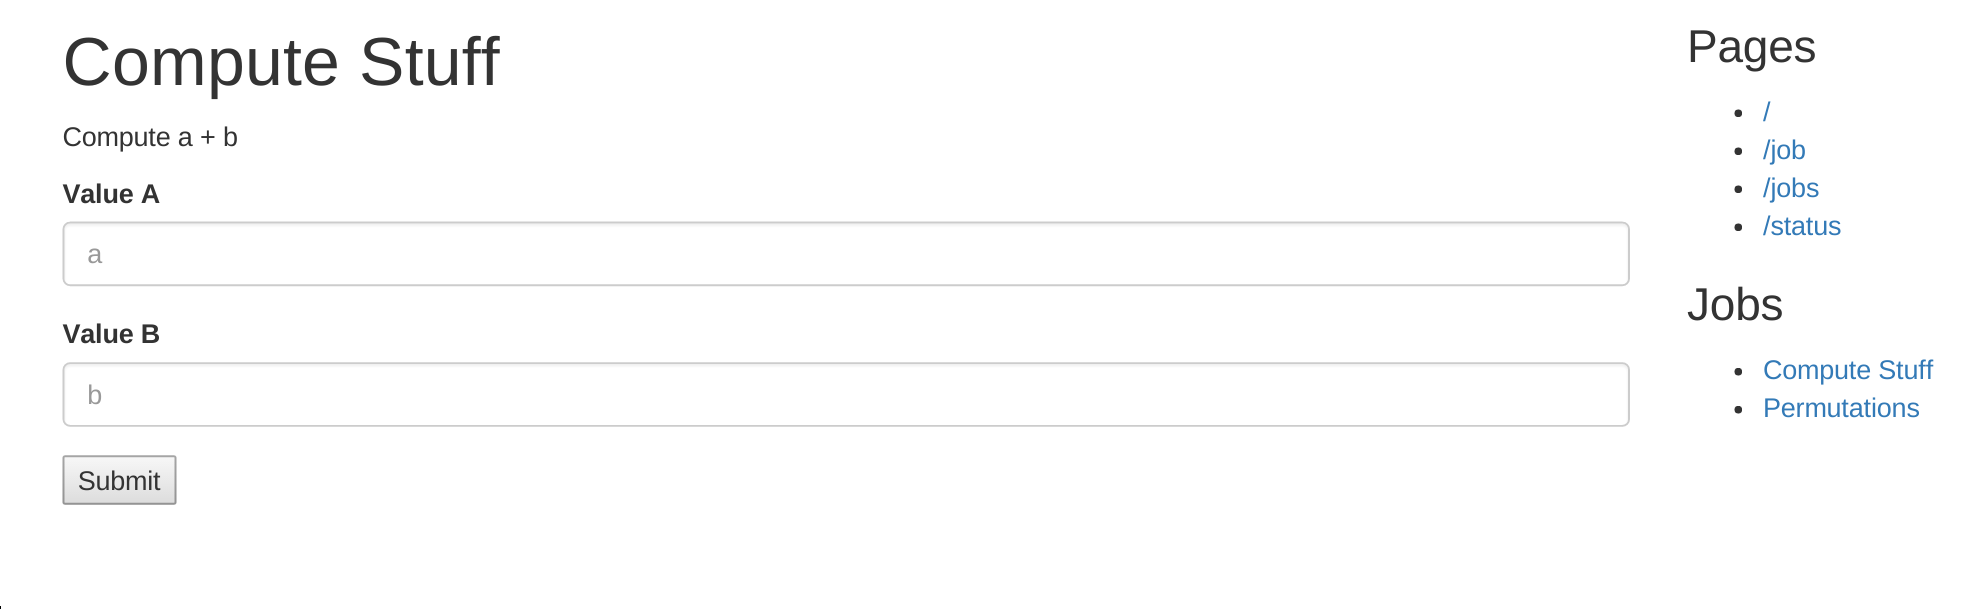 Compute Stuff
Compute a + b
Value A
a
Value B
b
Submit
Pages
/
/job
/jobs
/status
Jobs
Compute Stuff
Permutations